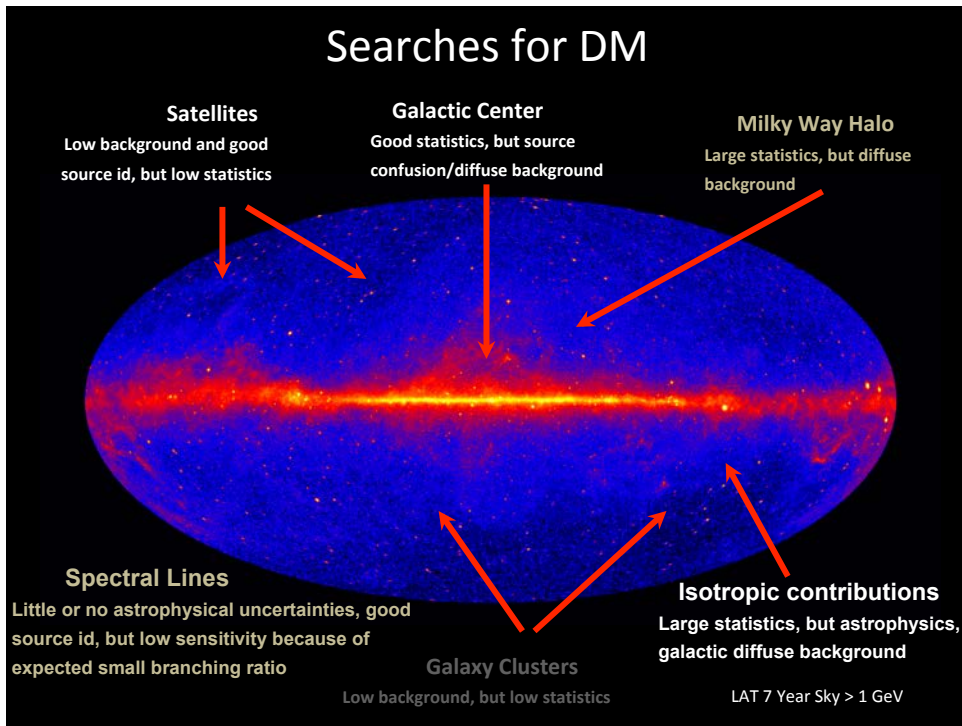 Searches for DM
Satellites
Low background and good
source id, but low statistics
Galactic Center
Good statistics, but source
confusion/diffuse background
Milky Way Halo
Large statistics, but diffuse
background
Spectral Lines
Little or no astrophysical uncertainties, good
source id, but low sensitivity because of
expected small branching ratio
Galaxy Clusters
Low background, but low statistics
Isotropic contributions
Large statistics, but astrophysics,
galactic diffuse background
LAT 7 Year Sky > 1 GeV